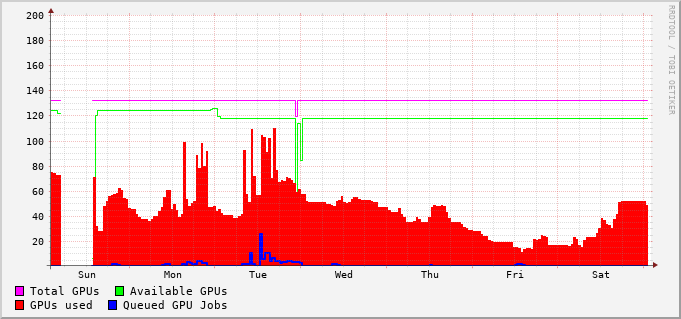 200
180
160
140
120
100
80
60
40
20
Sun Mon Tue Wed Thu Fri Sat
Total GPUs Available GPUs
GPUs used Queued GPU Jobs
RRDTOOL / TOBI OETIKER